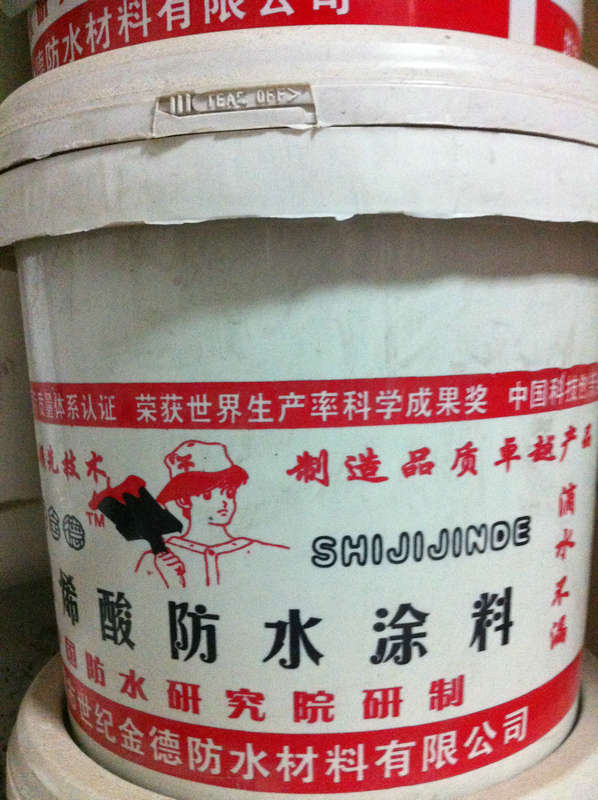 防水材料有限公司
TEAR OFF
质量体系认证 荣获世界生产率科学成果奖 中国科技
乳技术
制造品质卓越产品
TM
金德
SHIJIJINDE
滴水不漏
烯酸防水涂料
国防水研究院研制
世纪金德防水材料有限公司